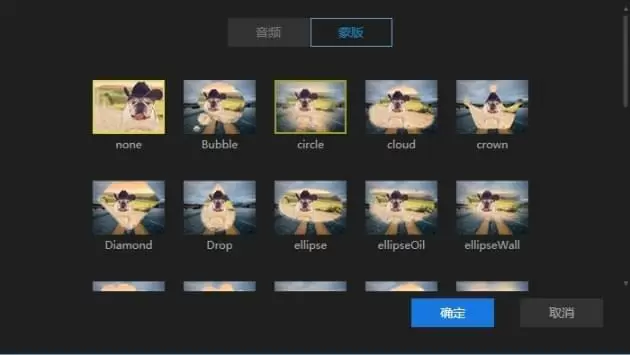 音频 蒙版
none Bubble circle cloud crown
Diamond Drop ellipse ellipseOil ellipseWall
确定 取消